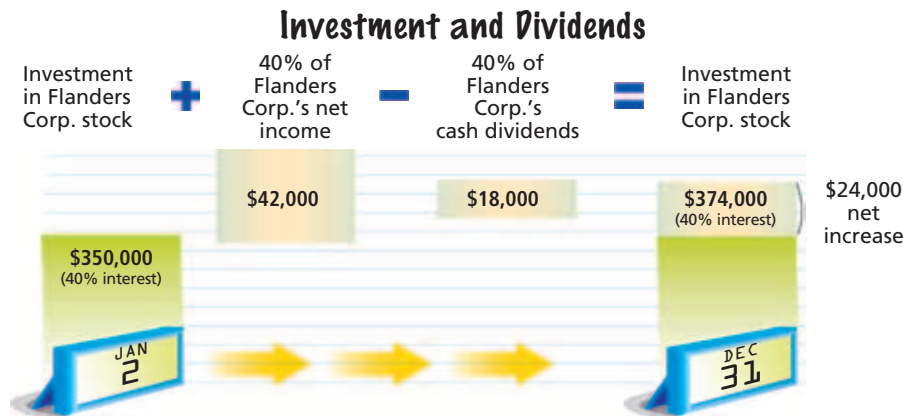 Investment and Dividends
Investment
in Flanders
Corp. stock
+
40% of
Flanders
Corp.'s net
income
−
40% of
Flanders
Corp.'s
cash dividends
=
Investment
in Flanders
Corp. stock
$350,000
(40% interest)
$42,000
$18,000
$374,000
(40% interest)
$24,000
net
increase
JAN
2
DEC
31